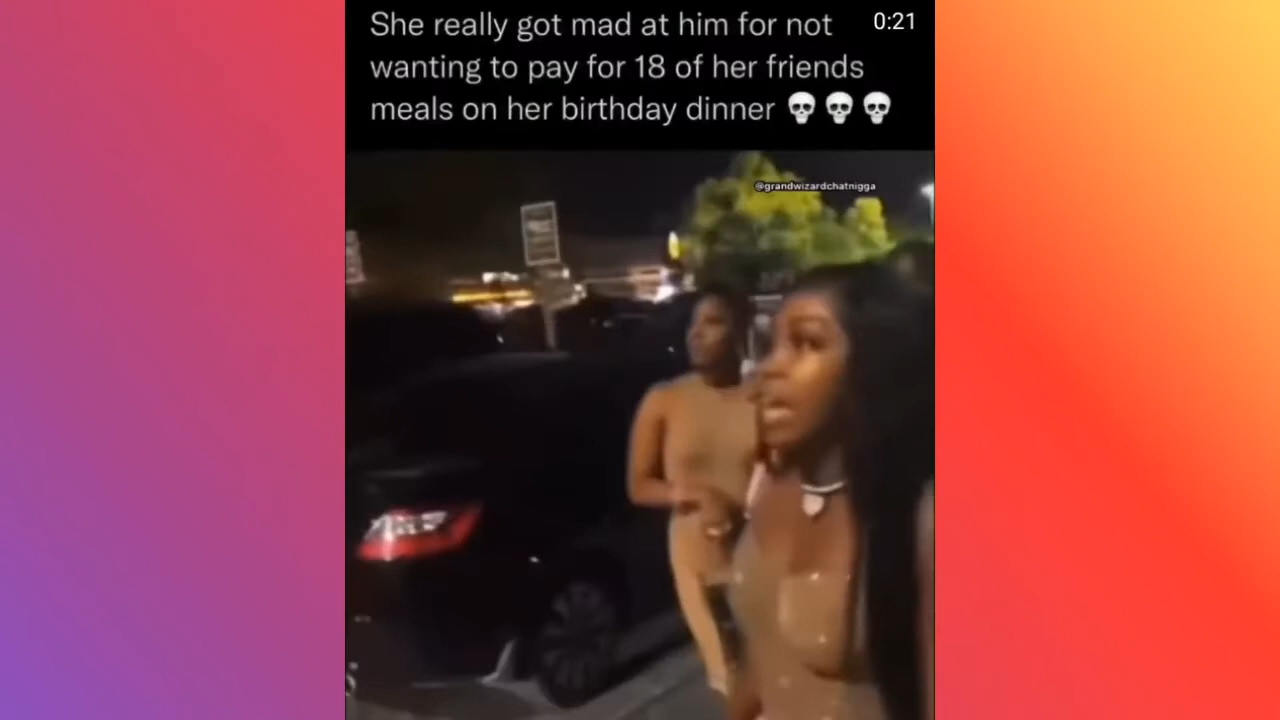 She really got mad at him for not
0:21
wanting to pay for 18 of her friends
meals on her birthday dinner 💀💀💀
@grandwizardchatnigga